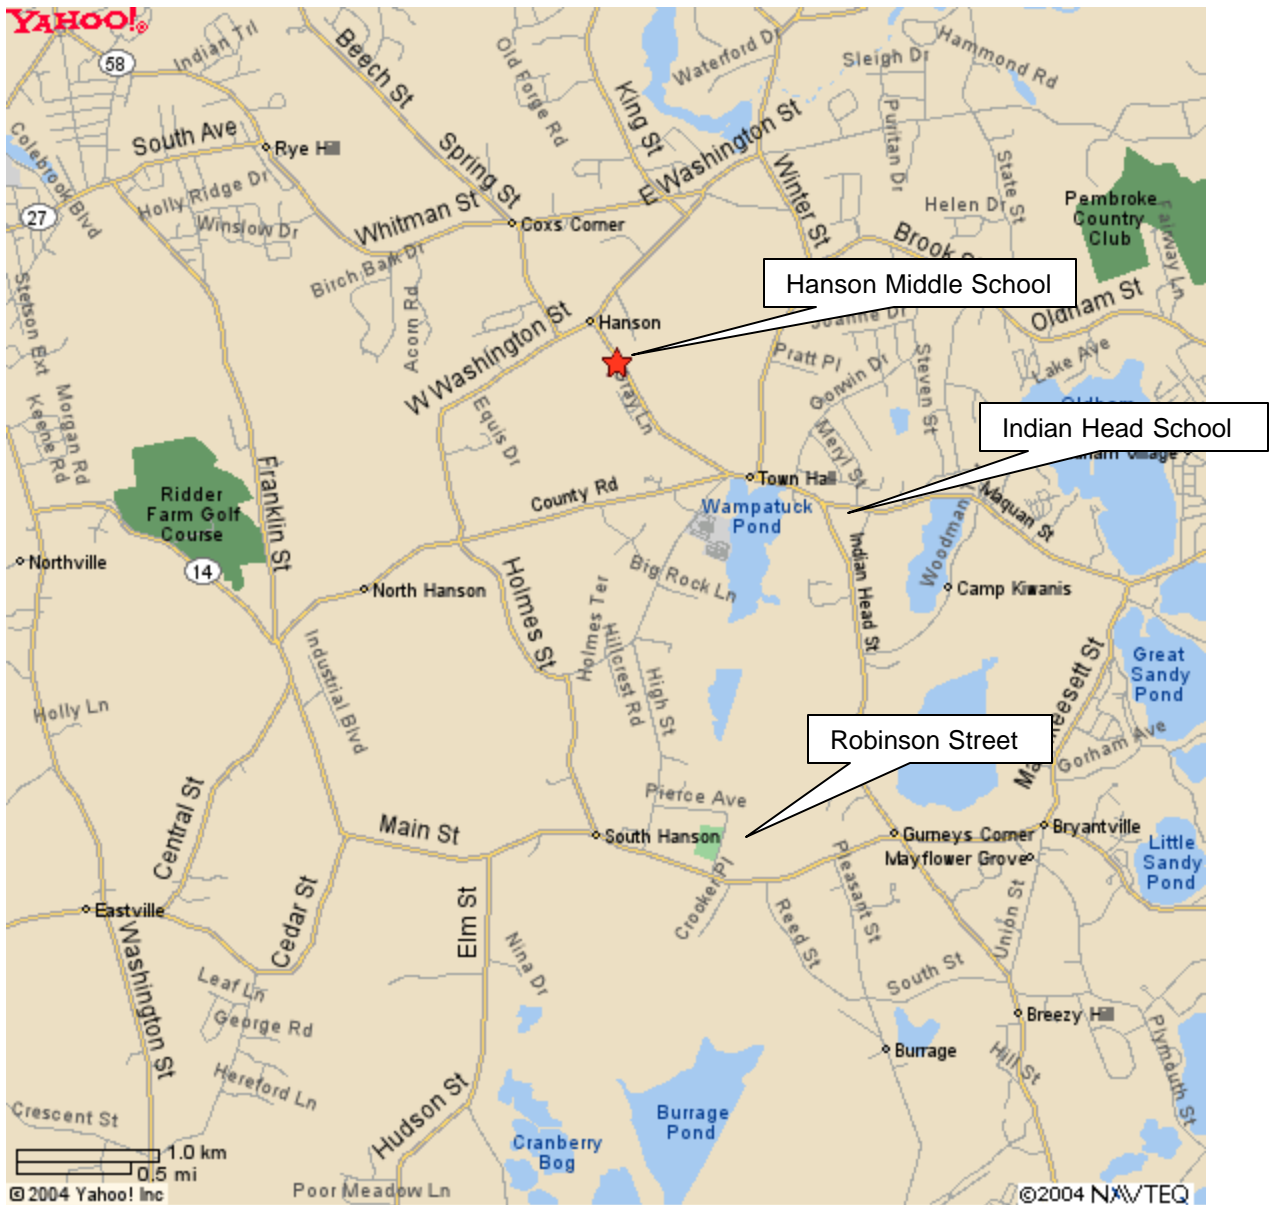 YAHOO!®
58
Indian Trl
Beech St
Old Forge Rd
King St
Waterford Dr
Sleigh Dr
Hammond Rd
Colebrook Blvd
South Ave
Rye Hill
Spring St
E Washington St
Puritan Dr
State St
27
Holly Ridge Dr
Winslow Dr
Whitman St
Coxs Corner
Winter St
Helen Dr
Pembroke
Country
Club
Fairway Ln
Birch Bark Dr
Brook
Hanson Middle School
Stetson Ext
Acorn Rd
W Washington St
Hanson
Joanne Dr
Oldham St
Pratt Pl
Gorwin Dr
Steven St
Lake Ave
Morgan Rd
Keene Rd
Equis Dr
Ln
Meryl St
Oldham
Indian Head School
Village
Franklin St
Ridder
Farm Golf
Course
County Rd
Town Hall
Wampatuck
Pond
Maquan St
Northville
14
North Hanson
Holmes St
Big Rock Ln
Indian Head St
Woodman
Camp Kiwanis
Holmes Ter
Hillcrest Rd
High St
Industrial Blvd
Great
Sandy
Pond
Holly Ln
Robinson Street
Gorham Ave
Pierce Ave
Central St
Main St
South Hanson
Gurneys Corner
Bryantville
Mayflower Grove
Little
Sandy
Pond
Crooker Pl
Pleasant St
Eastville
Cedar St
Elm St
Reed St
Union St
Washington St
Nina Dr
South St
Leaf Ln
George Rd
Breezy Hill
Plymouth St
Burrage
Hill St
Hereford Ln
Crescent St
Hudson St
Burrage
Pond
Cranberry
Bog
1.0 km
0.5 mi
Poor Meadow Ln
© 2004 Yahoo! Inc
©2004 NAVTEQ